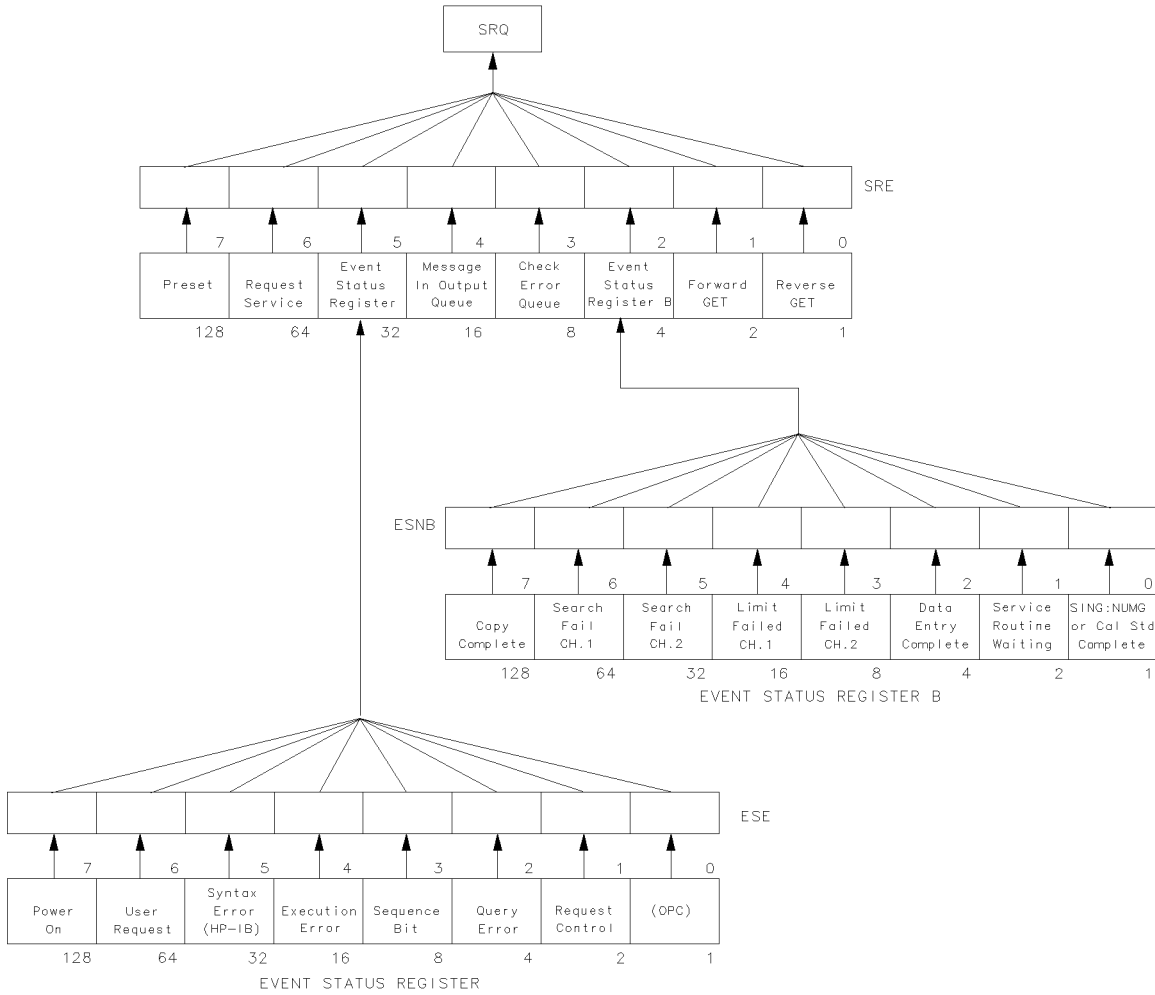 SRQ
SRE
7 6 5 4 3 2 1 0
Preset
Request
Service
Event
Status
Register
Message
In Output
Queue
Check
Error
Queue
Event
Status
Register B
Forward
GET
Reverse
GET
128 64 32 16 8 4 2 1
ESNB
7 6 5 4 3 2 1 0
Copy
Complete
Search
Fail
CH.1
Search
Fail
CH.2
Limit
Failed
CH.1
Limit
Failed
CH.2
Data
Entry
Complete
Service
Routine
Waiting
SING:NUMG
or Cal Std
Complete
128 64 32 16 8 4 2 1
EVENT STATUS REGISTER B
ESE
7 6 5 4 3 2 1 0
Power
On
User
Request
Syntax
Error
(HP-IB)
Execution
Error
Sequence
Bit
Query
Error
Request
Control
(OPC)
128 64 32 16 8 4 2 1
EVENT STATUS REGISTER